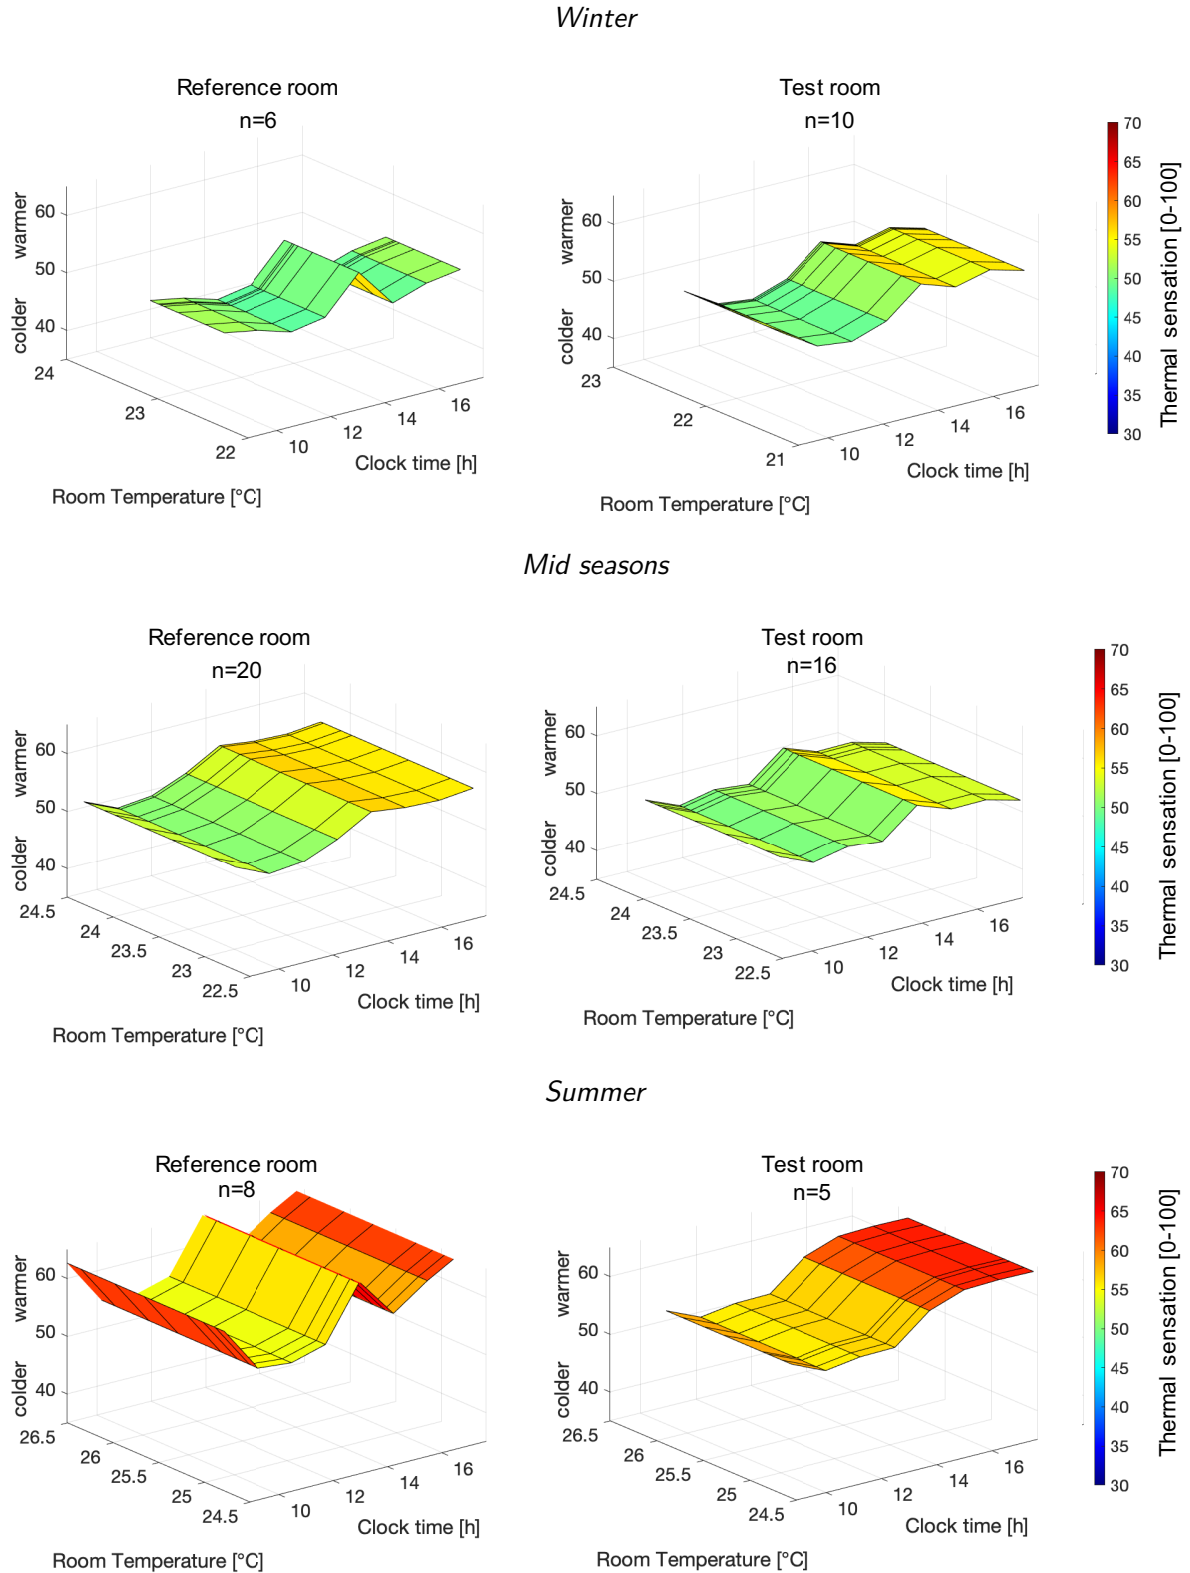 Winter
Reference room
n=6
warmer
colder
60
50
40
24
23
22
10
12
14
16
Clock time [h]
Room Temperature [°C]
Test room
n=10
warmer
colder
60
50
40
23
22
21
10
12
14
16
Clock time [h]
Room Temperature [°C]
70
65
60
55
50
45
40
35
30
Thermal sensation [0-100]
Mid seasons
Reference room
n=20
warmer
colder
60
50
40
24.5
24
23.5
23
22.5
10
12
14
16
Clock time [h]
Room Temperature [°C]
Test room
n=16
warmer
colder
60
50
40
24.5
24
23.5
23
22.5
10
12
14
16
Clock time [h]
Room Temperature [°C]
70
65
60
55
50
45
40
35
30
Thermal sensation [0-100]
Summer
Reference room
n=8
warmer
colder
60
50
40
26.5
26
25.5
25
24.5
10
12
14
16
Clock time [h]
Room Temperature [°C]
Test room
n=5
warmer
colder
60
50
40
26.5
26
25.5
25
24.5
10
12
14
16
Clock time [h]
Room Temperature [°C]
70
65
60
55
50
45
40
35
30
Thermal sensation [0-100]